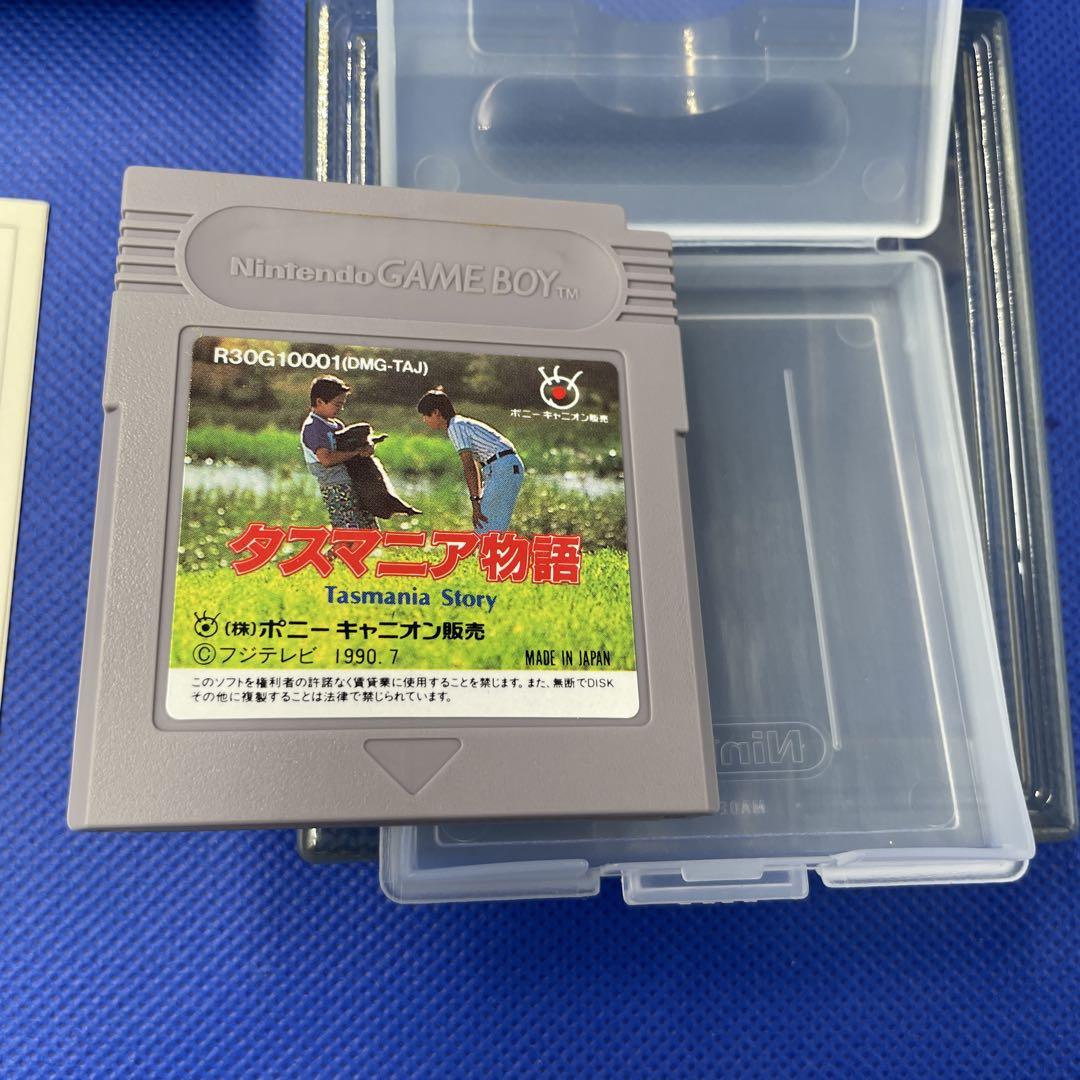 Nintendo GAME BOY™
R30G10001(DMG-TAJ)
ポニーキャニオン販売
タスマニア物語
Tasmania Story
(株)ポニーキャニオン販売
©フジテレビ 1990.7
MADE IN JAPAN
このソフトを権利者の許諾なく賃貸業に使用することを禁じます。また、無断でDISK
その他に複製することは法律で禁じられています。